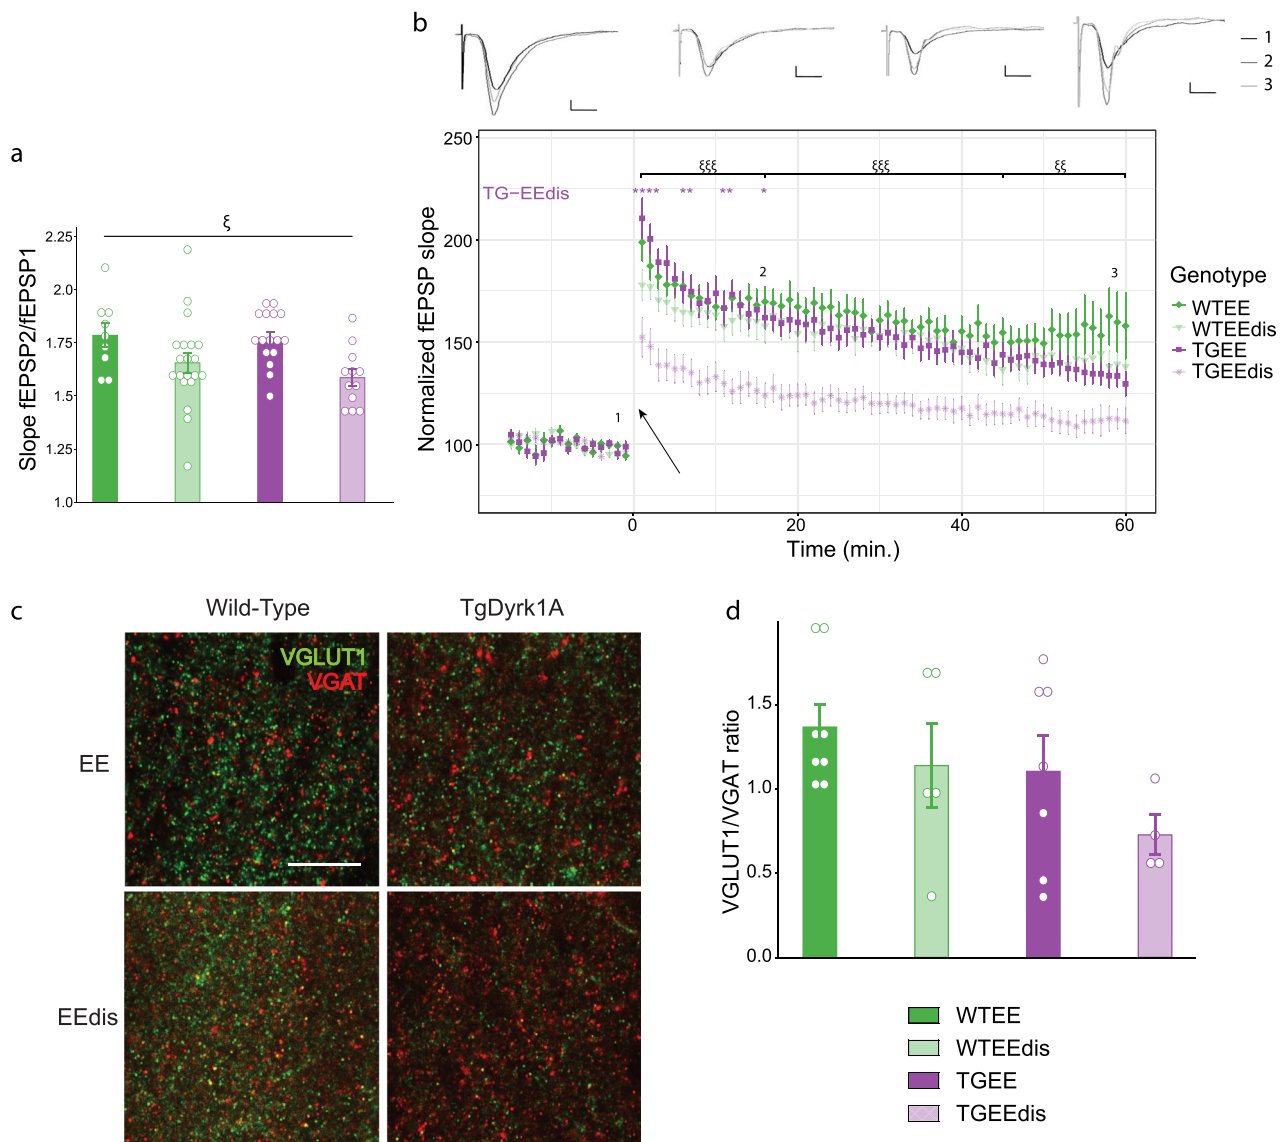 b
1
2
3
a
ξ
Slope fEPSP2/fEPSP1
2.25
2.0
1.75
1.5
1.25
1.0
250
200
150
100
Normalized fEPSP slope
ξξξ
ξξξ
ξξ
TG−EEdis
**** ** ** *
1
2
3
0
20
40
60
Time (min.)
Genotype
WTEE
WTEEdis
TGEE
TGEEdis
c
Wild-Type
TgDyrk1A
VGLUT1
VGAT
EE
EEdis
d
VGLUT1/VGAT ratio
1.5
1.0
0.5
0.0
WTEE
WTEEdis
TGEE
TGEEdis